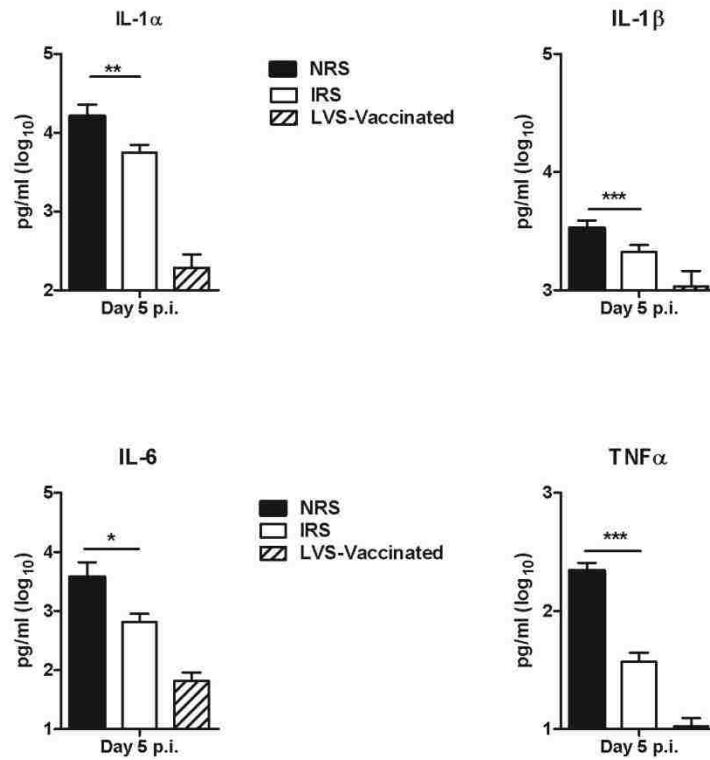 IL-1α
5
4
3
2
pg/ml (log10)
**
Day 5 p.i.
NRS
IRS
LVS-Vaccinated
IL-1β
5
4
3
pg/ml (log10)
***
Day 5 p.i.
IL-6
5
4
3
2
1
pg/ml (log10)
*
Day 5 p.i.
NRS
IRS
LVS-Vaccinated
TNFα
3
2
1
pg/ml (log10)
***
Day 5 p.i.